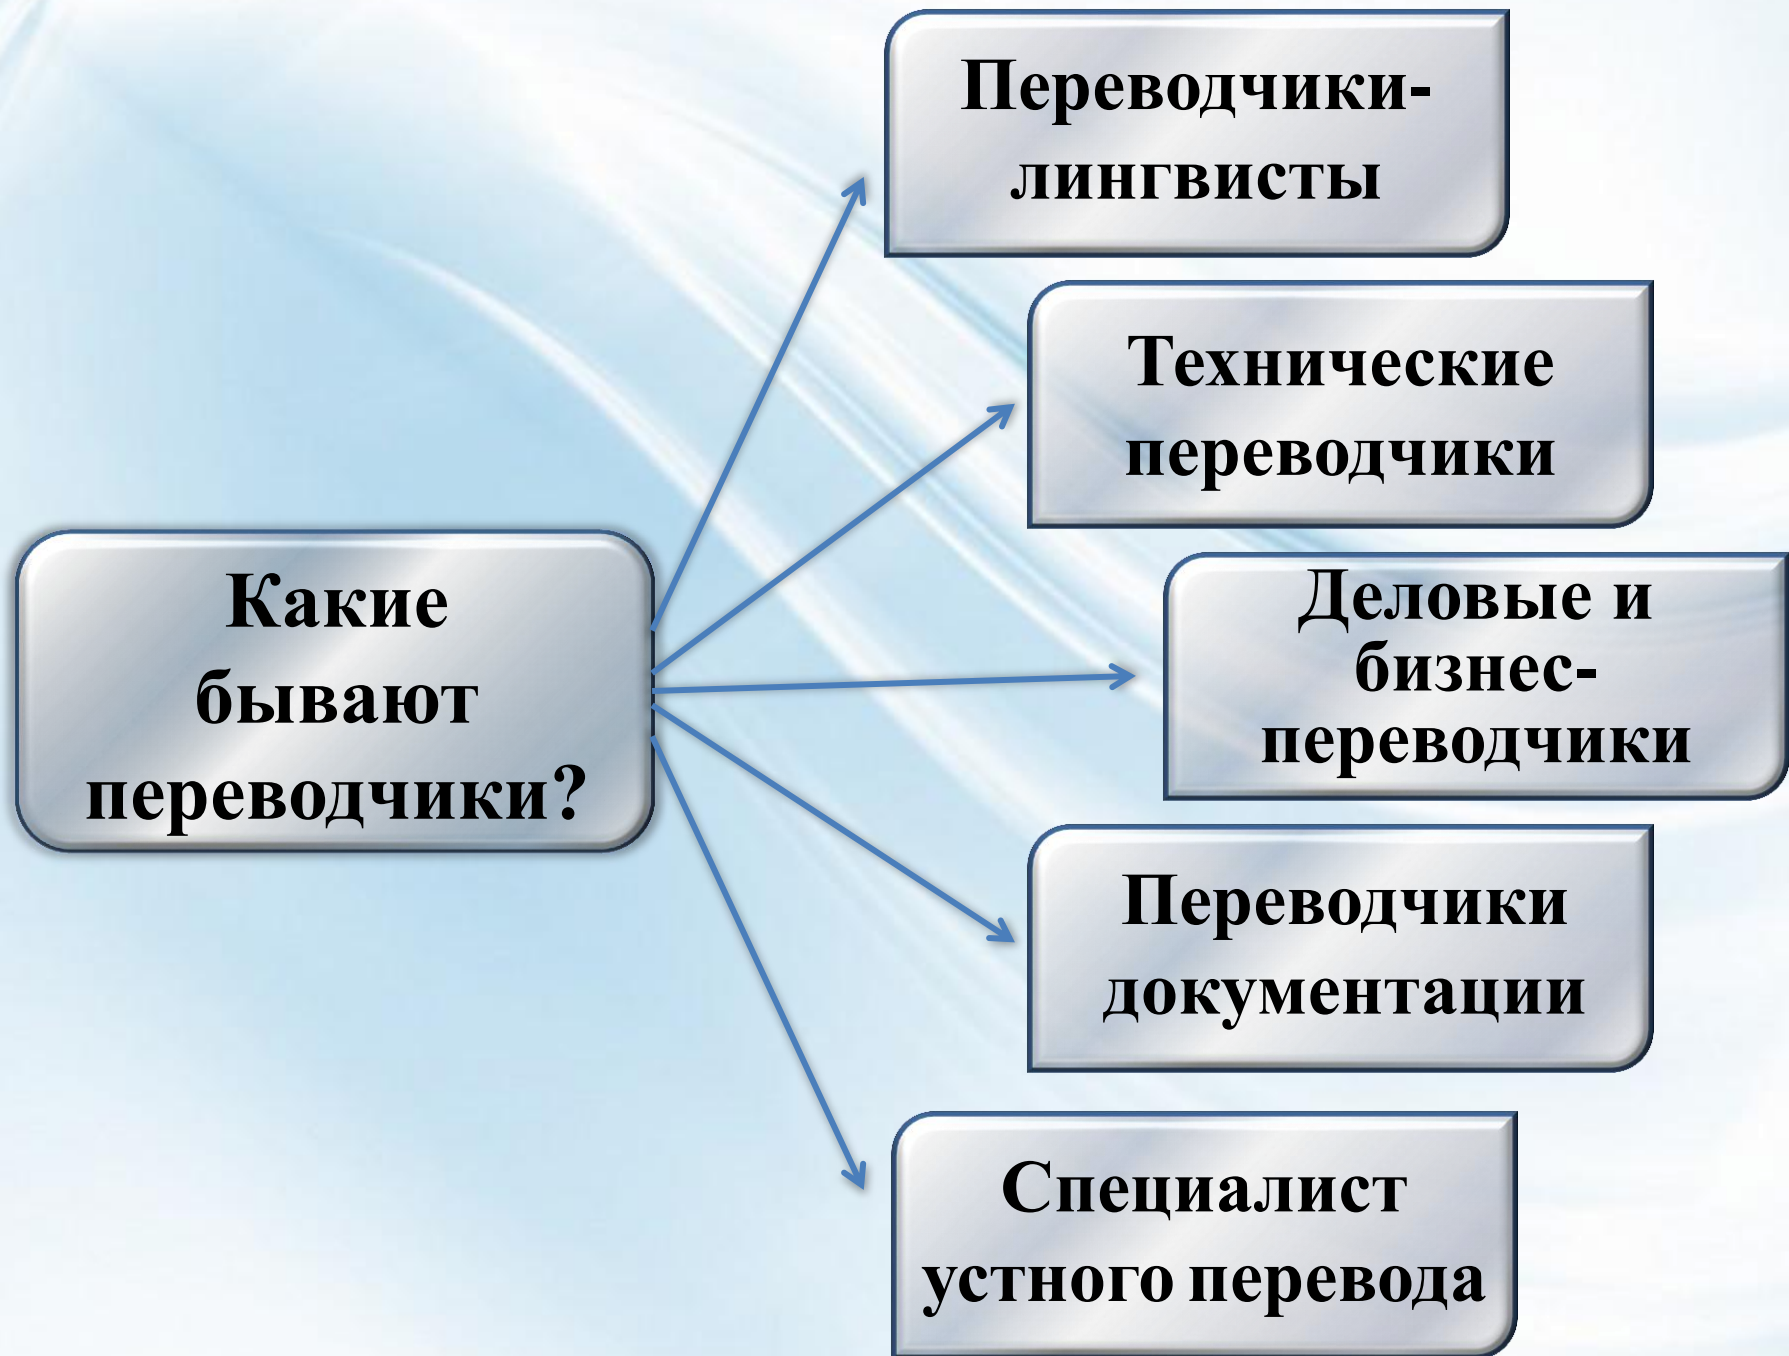 Переводчики-
лингвисты
Технические
переводчики
Какие
бывают
переводчики?
Деловые и
бизнес-
переводчики
Переводчики
документации
Специалист
устного перевода